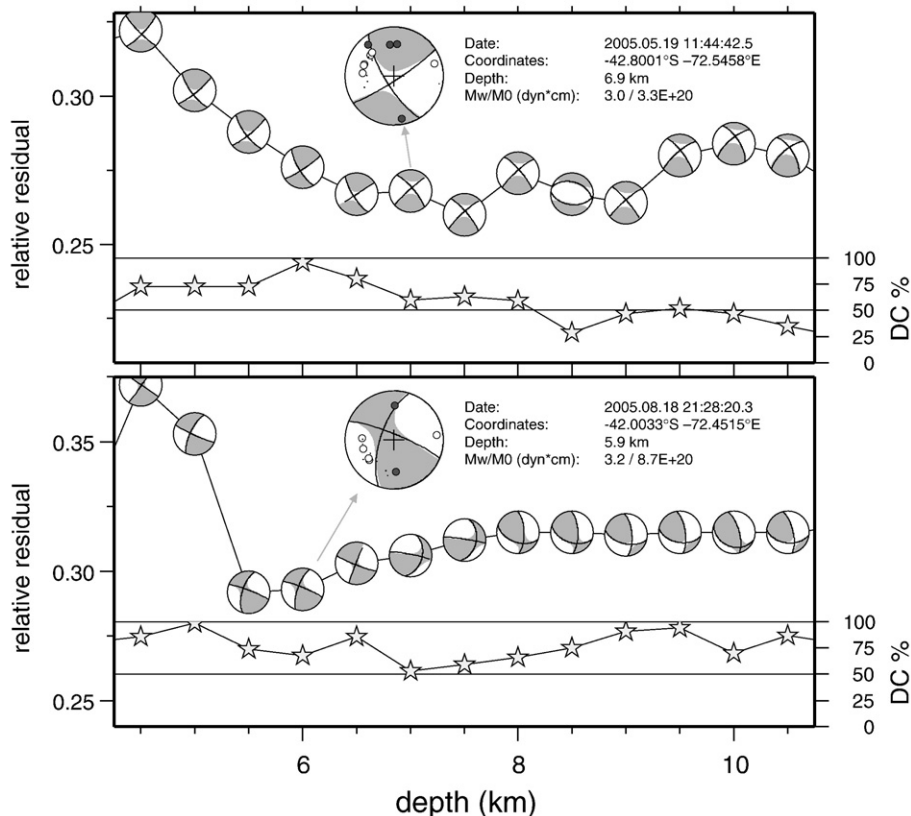 relative residual
0.30
0.25
Date: 2005.05.19 11:44:42.5
Coordinates: -42.8001°S –72.5458°E
Depth: 6.9 km
Mw/M0 (dyn*cm): 3.0 / 3.3E+20
100
75
50
25
0
DC %
relative residual
0.35
0.30
0.25
Date: 2005.08.18 21:28:20.3
Coordinates: -42.0033°S –72.4515°E
Depth: 5.9 km
Mw/M0 (dyn*cm): 3.2 / 8.7E+20
100
75
50
25
0
DC %
6 8 10
depth (km)